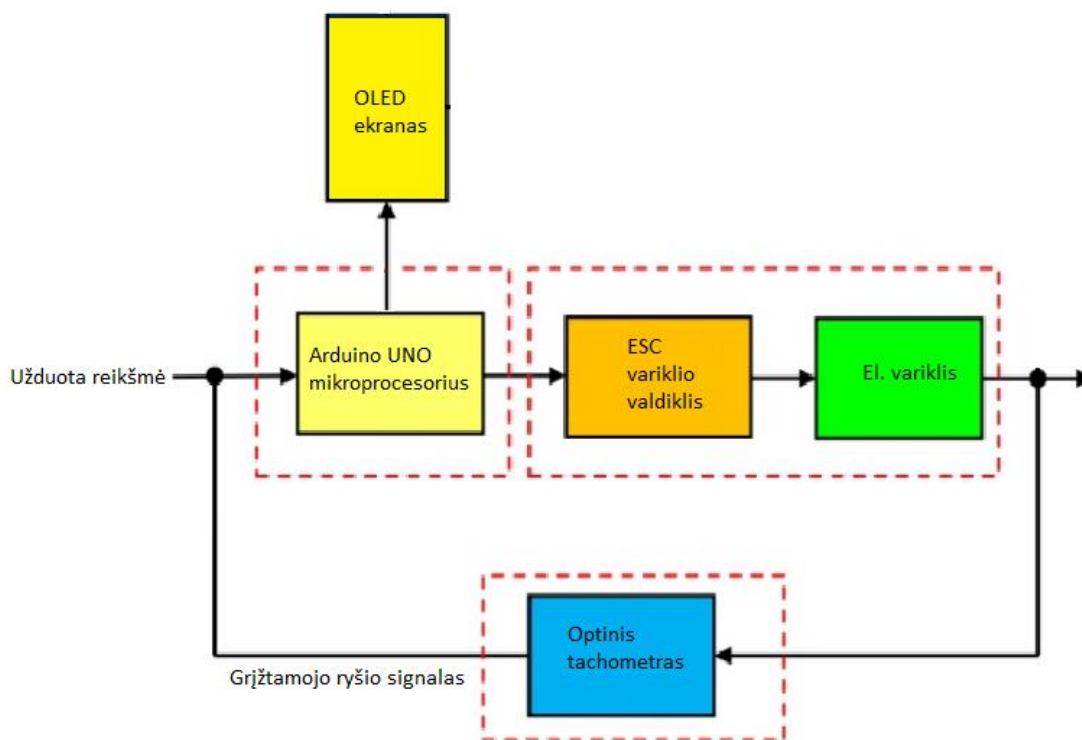 OLED
ekranas
Užduota reikšmė
Arduino UNO
mikroprocesorius
ESC
variklio
valdiklis
El. variklis
Optinis
tachometras
Grįžtamojo ryšio signalas